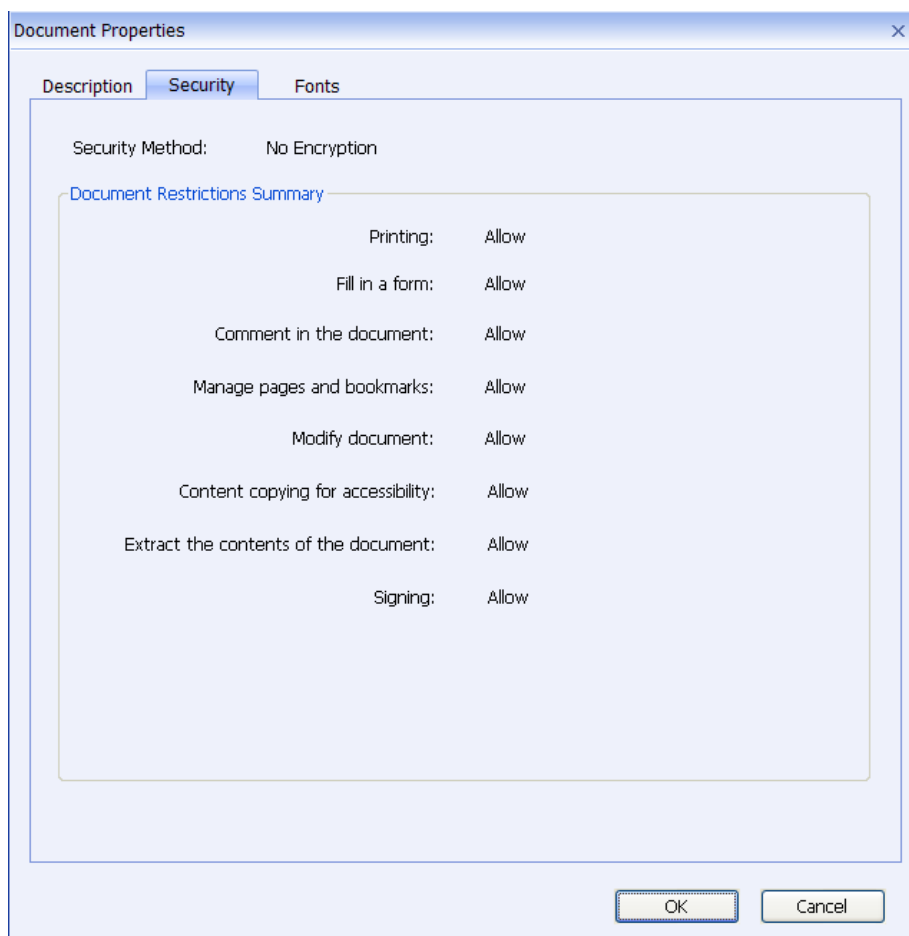 Document Properties
Description Security Fonts
Security Method: No Encryption
Document Restrictions Summary
Printing: Allow
Fill in a form: Allow
Comment in the document: Allow
Manage pages and bookmarks: Allow
Modify document: Allow
Content copying for accessibility: Allow
Extract the contents of the document: Allow
Signing: Allow
OK Cancel